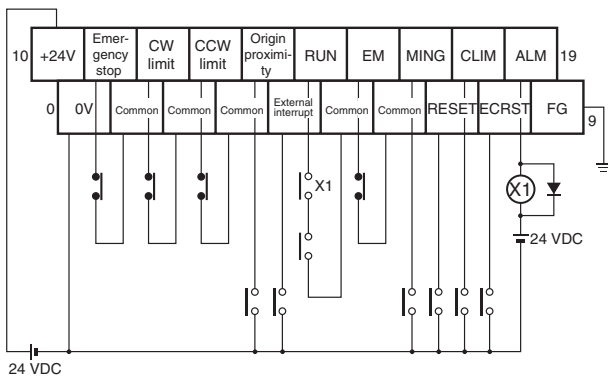 10 +24V Emer-
gency
stop CW
limit CCW
limit Origin
proximi-
ty RUN EM MING CLIM ALM 19
0 0V Common Common Common External
interrupt Common Common RESET ECRST FG 9
X1
X1
24 VDC
24 VDC